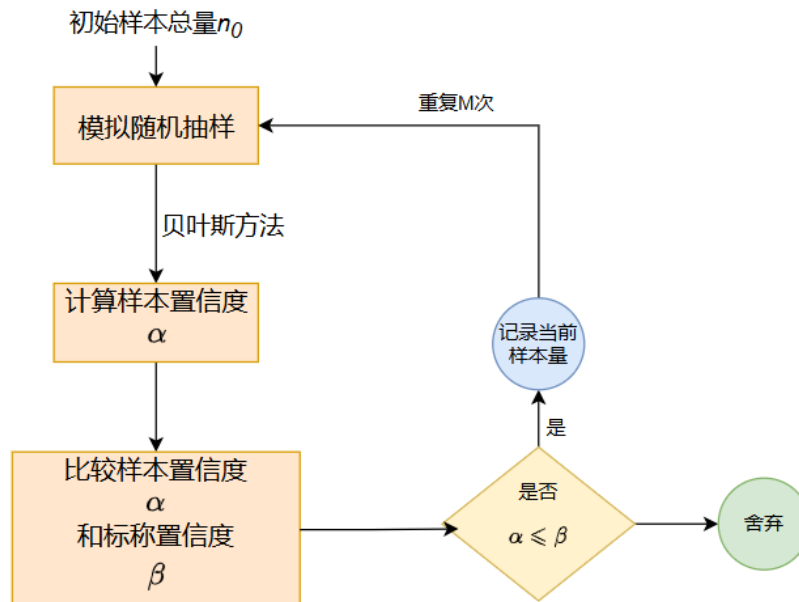 初始样本总量n₀
模拟随机抽样
重复M次
贝叶斯方法
计算样本置信度
α
记录当前
样本量
是
比较样本置信度
α
和标称置信度
β
是否
α ⩽ β
舍弃